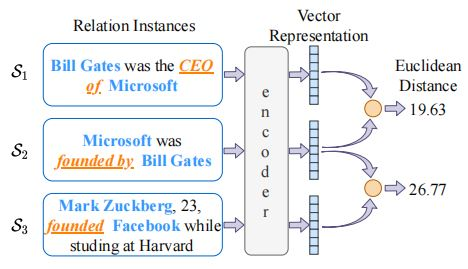 Relation Instances
Vector
Representation
Euclidean
Distance
S1
Bill Gates was the CEO
of Microsoft
S2
Microsoft was
founded by Bill Gates
S3
Mark Zuckberg, 23,
founded Facebook while
studing at Harvard
encoder
19.63
26.77